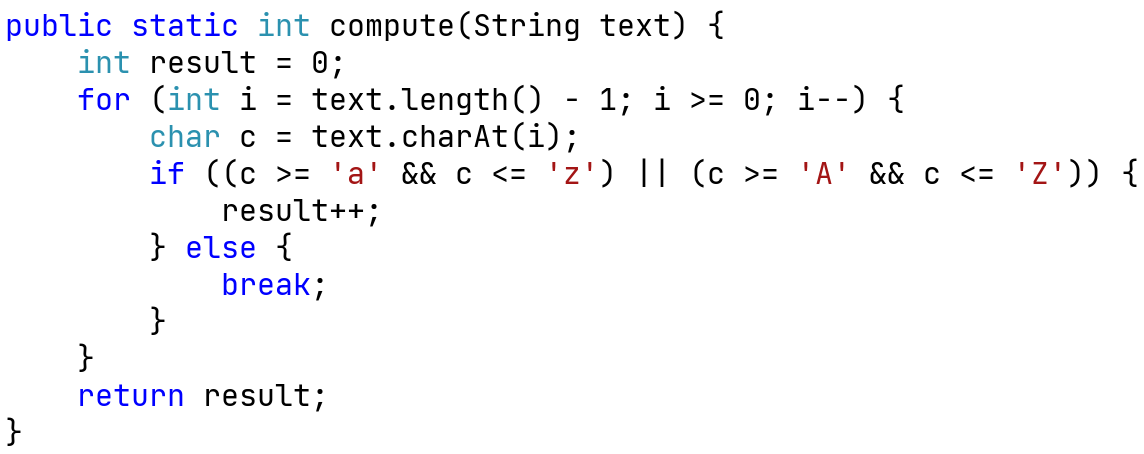 public static int compute(String text) {
    int result = 0;
    for (int i = text.length() - 1; i >= 0; i--) {
        char c = text.charAt(i);
        if ((c >= 'a' && c <= 'z') || (c >= 'A' && c <= 'Z')) {
            result++;
        } else {
            break;
        }
    }
    return result;
}